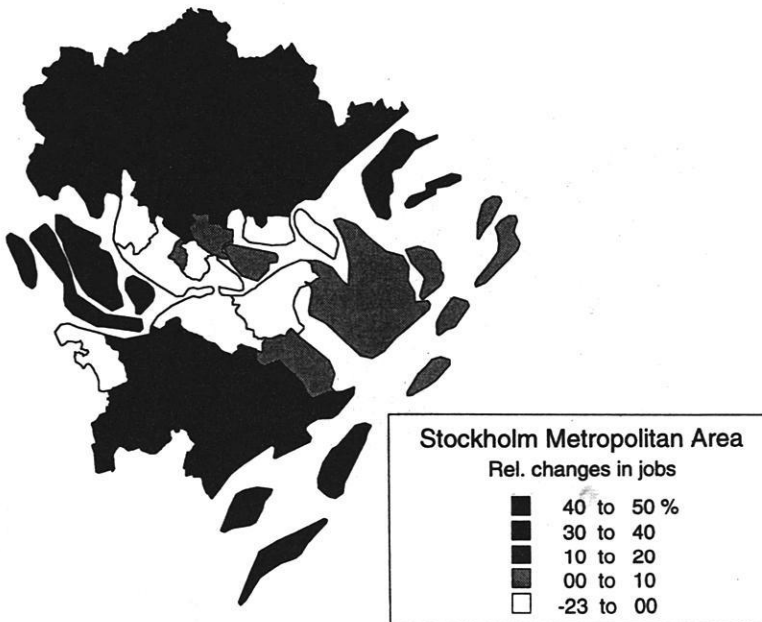 Stockholm Metropolitan Area
Rel. changes in jobs
40 to 50 %
30 to 40
10 to 20
00 to 10
-23 to 00